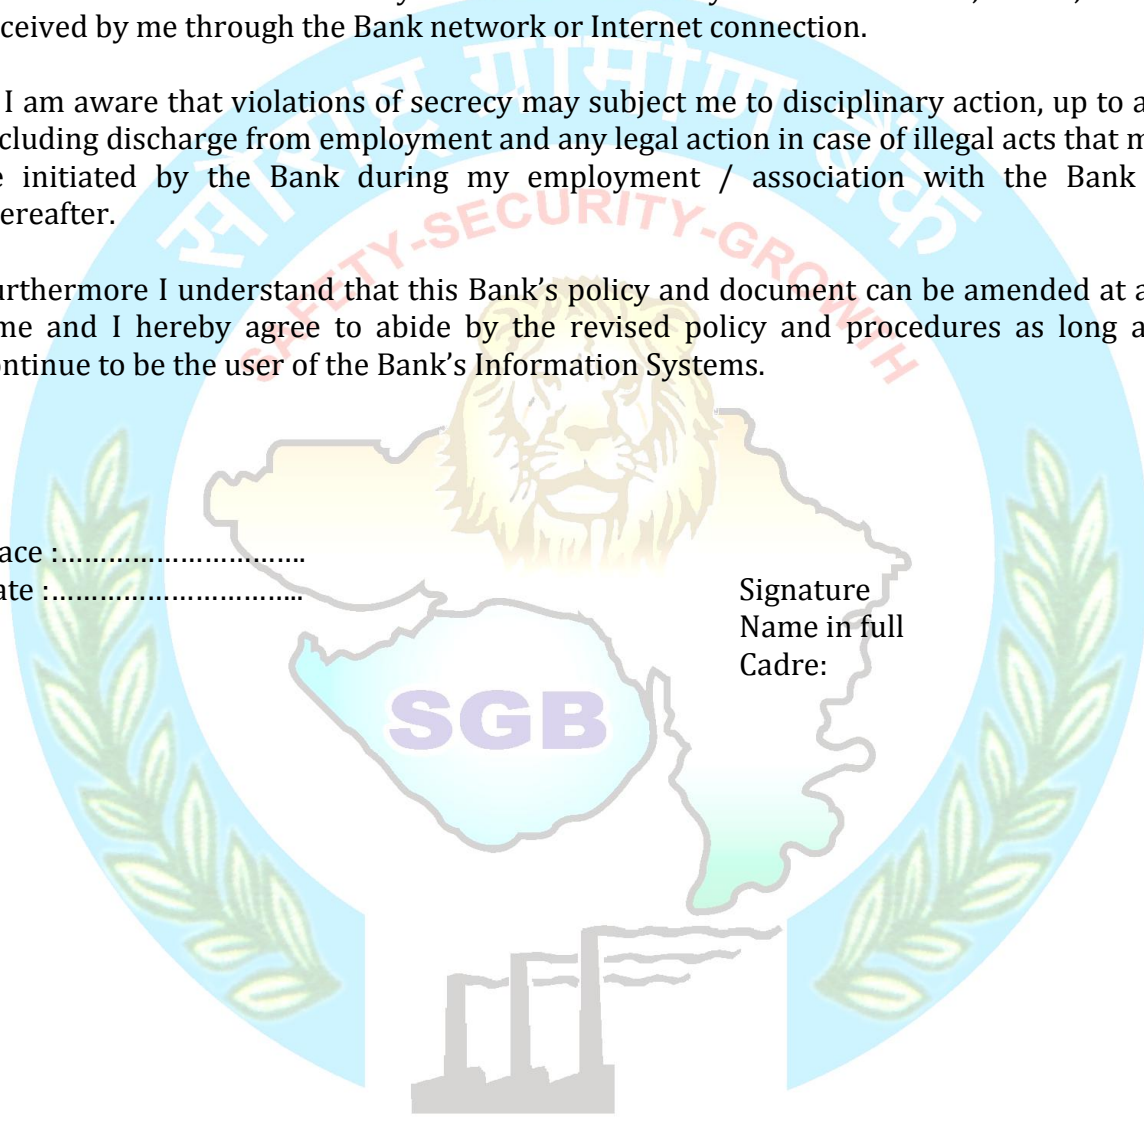 ceived by me through the Bank network or Internet connection.
I am aware that violations of secrecy may subject me to disciplinary action, up to a
cluding discharge from employment and any legal action in case of illegal acts that m
e initiated by the Bank during my employment / association with the Bank
ereafter.
urthermore I understand that this Bank’s policy and document can be amended at a
me and I hereby agree to abide by the revised policy and procedures as long a
ontinue to be the user of the Bank’s Information Systems.
ace :…………………………..
ate :…………………………...
Signature
Name in full
Cadre:
सौराष्ट्र ग्रामीण बैंक
SAFETY-SECURITY-GROWTH
SGB